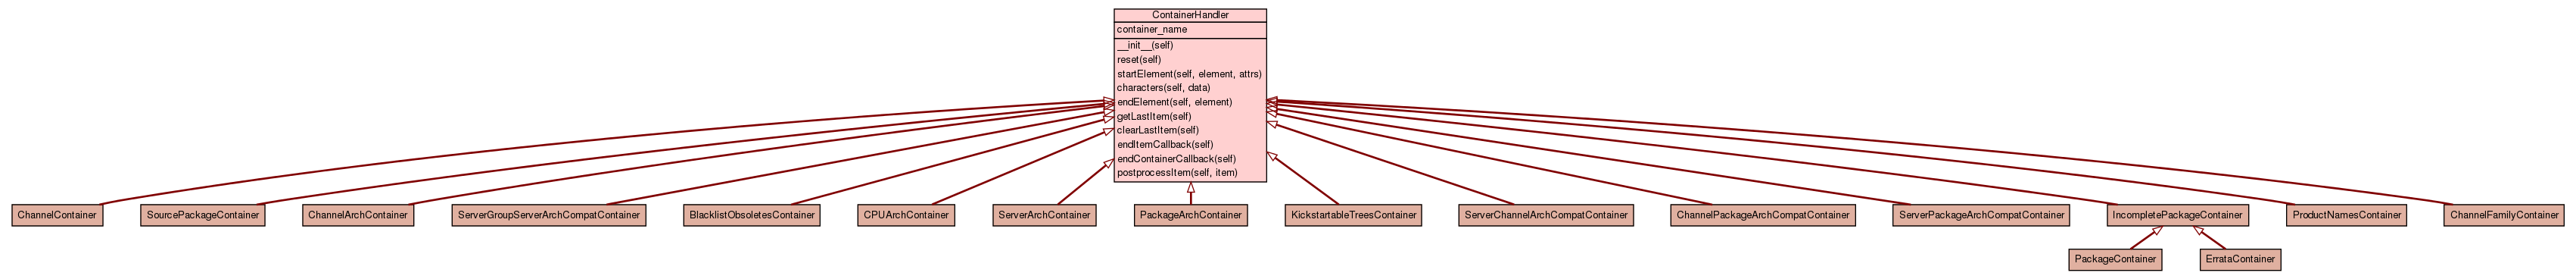 ContainerHandler
container_name
__init__(self)
reset(self)
startElement(self, element, attrs)
characters(self, data)
endElement(self, element)
getLastItem(self)
clearLastItem(self)
endItemCallback(self)
endContainerCallback(self)
postprocessItem(self, item)
ChannelContainer
SourcePackageContainer
ChannelArchContainer
ServerGroupServerArchCompatContainer
BlacklistObsoletesContainer
CPUArchContainer
ServerArchContainer
PackageArchContainer
KickstartableTreesContainer
ServerChannelArchCompatContainer
ChannelPackageArchCompatContainer
ServerPackageArchCompatContainer
IncompletePackageContainer
ProductNamesContainer
ChannelFamilyContainer
PackageContainer
ErrataContainer